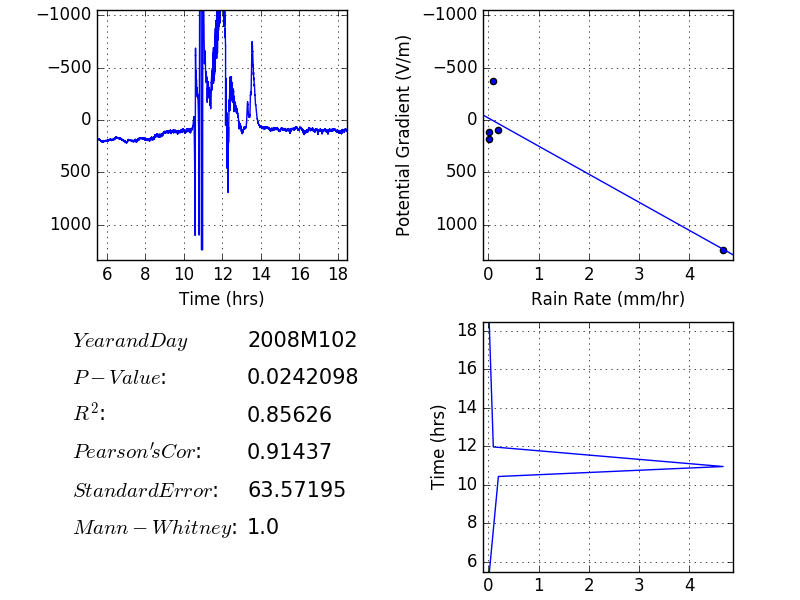 −1000
−500
0
500
1000
6 8 10 12 14 16 18
Time (hrs)
Potential Gradient (V/m)
−1000
−500
0
500
1000
0 1 2 3 4
Rain Rate (mm/hr)
YearandDay 2008M102
P−Value: 0.0242098
R²: 0.85626
Pearson'sCor: 0.91437
StandardError: 63.57195
Mann−Whitney: 1.0
Time (hrs)
18
16
14
12
10
8
6
0 1 2 3 4